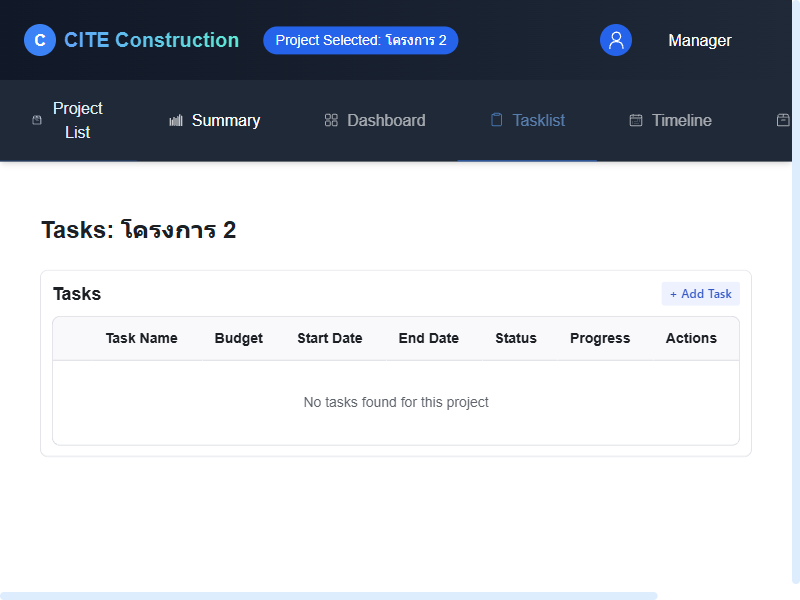 C CITE Construction
Project Selected: โครงการ 2
Manager
Project
List
Summary
Dashboard
Tasklist
Timeline
Tasks: โครงการ 2
Tasks
+ Add Task
Task Name Budget Start Date End Date Status Progress Actions
No tasks found for this project